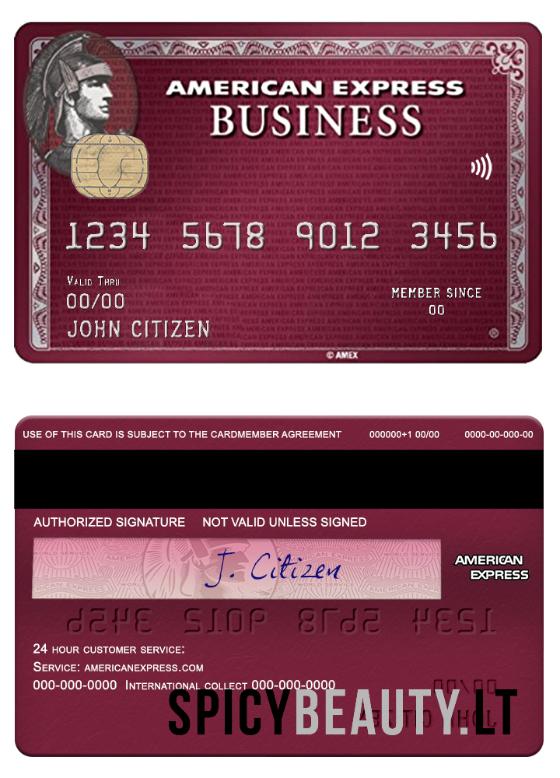 AMERICAN EXPRESS
BUSINESS
1234 5678 9012 3456
VALID THRU
00/00
MEMBER SINCE
00
JOHN CITIZEN
®
© AMEX
USE OF THIS CARD IS SUBJECT TO THE CARDMEMBER AGREEMENT 000000+1 00/00 0000-00-000-00
AUTHORIZED SIGNATURE NOT VALID UNLESS SIGNED
J. Citizen
AMERICAN
EXPRESS
24 HOUR CUSTOMER SERVICE:
SERVICE: AMERICANEXPRESS.COM
000-000-0000 INTERNATIONAL COLLECT 000-000-0000
SPICYBEAUTY.LT